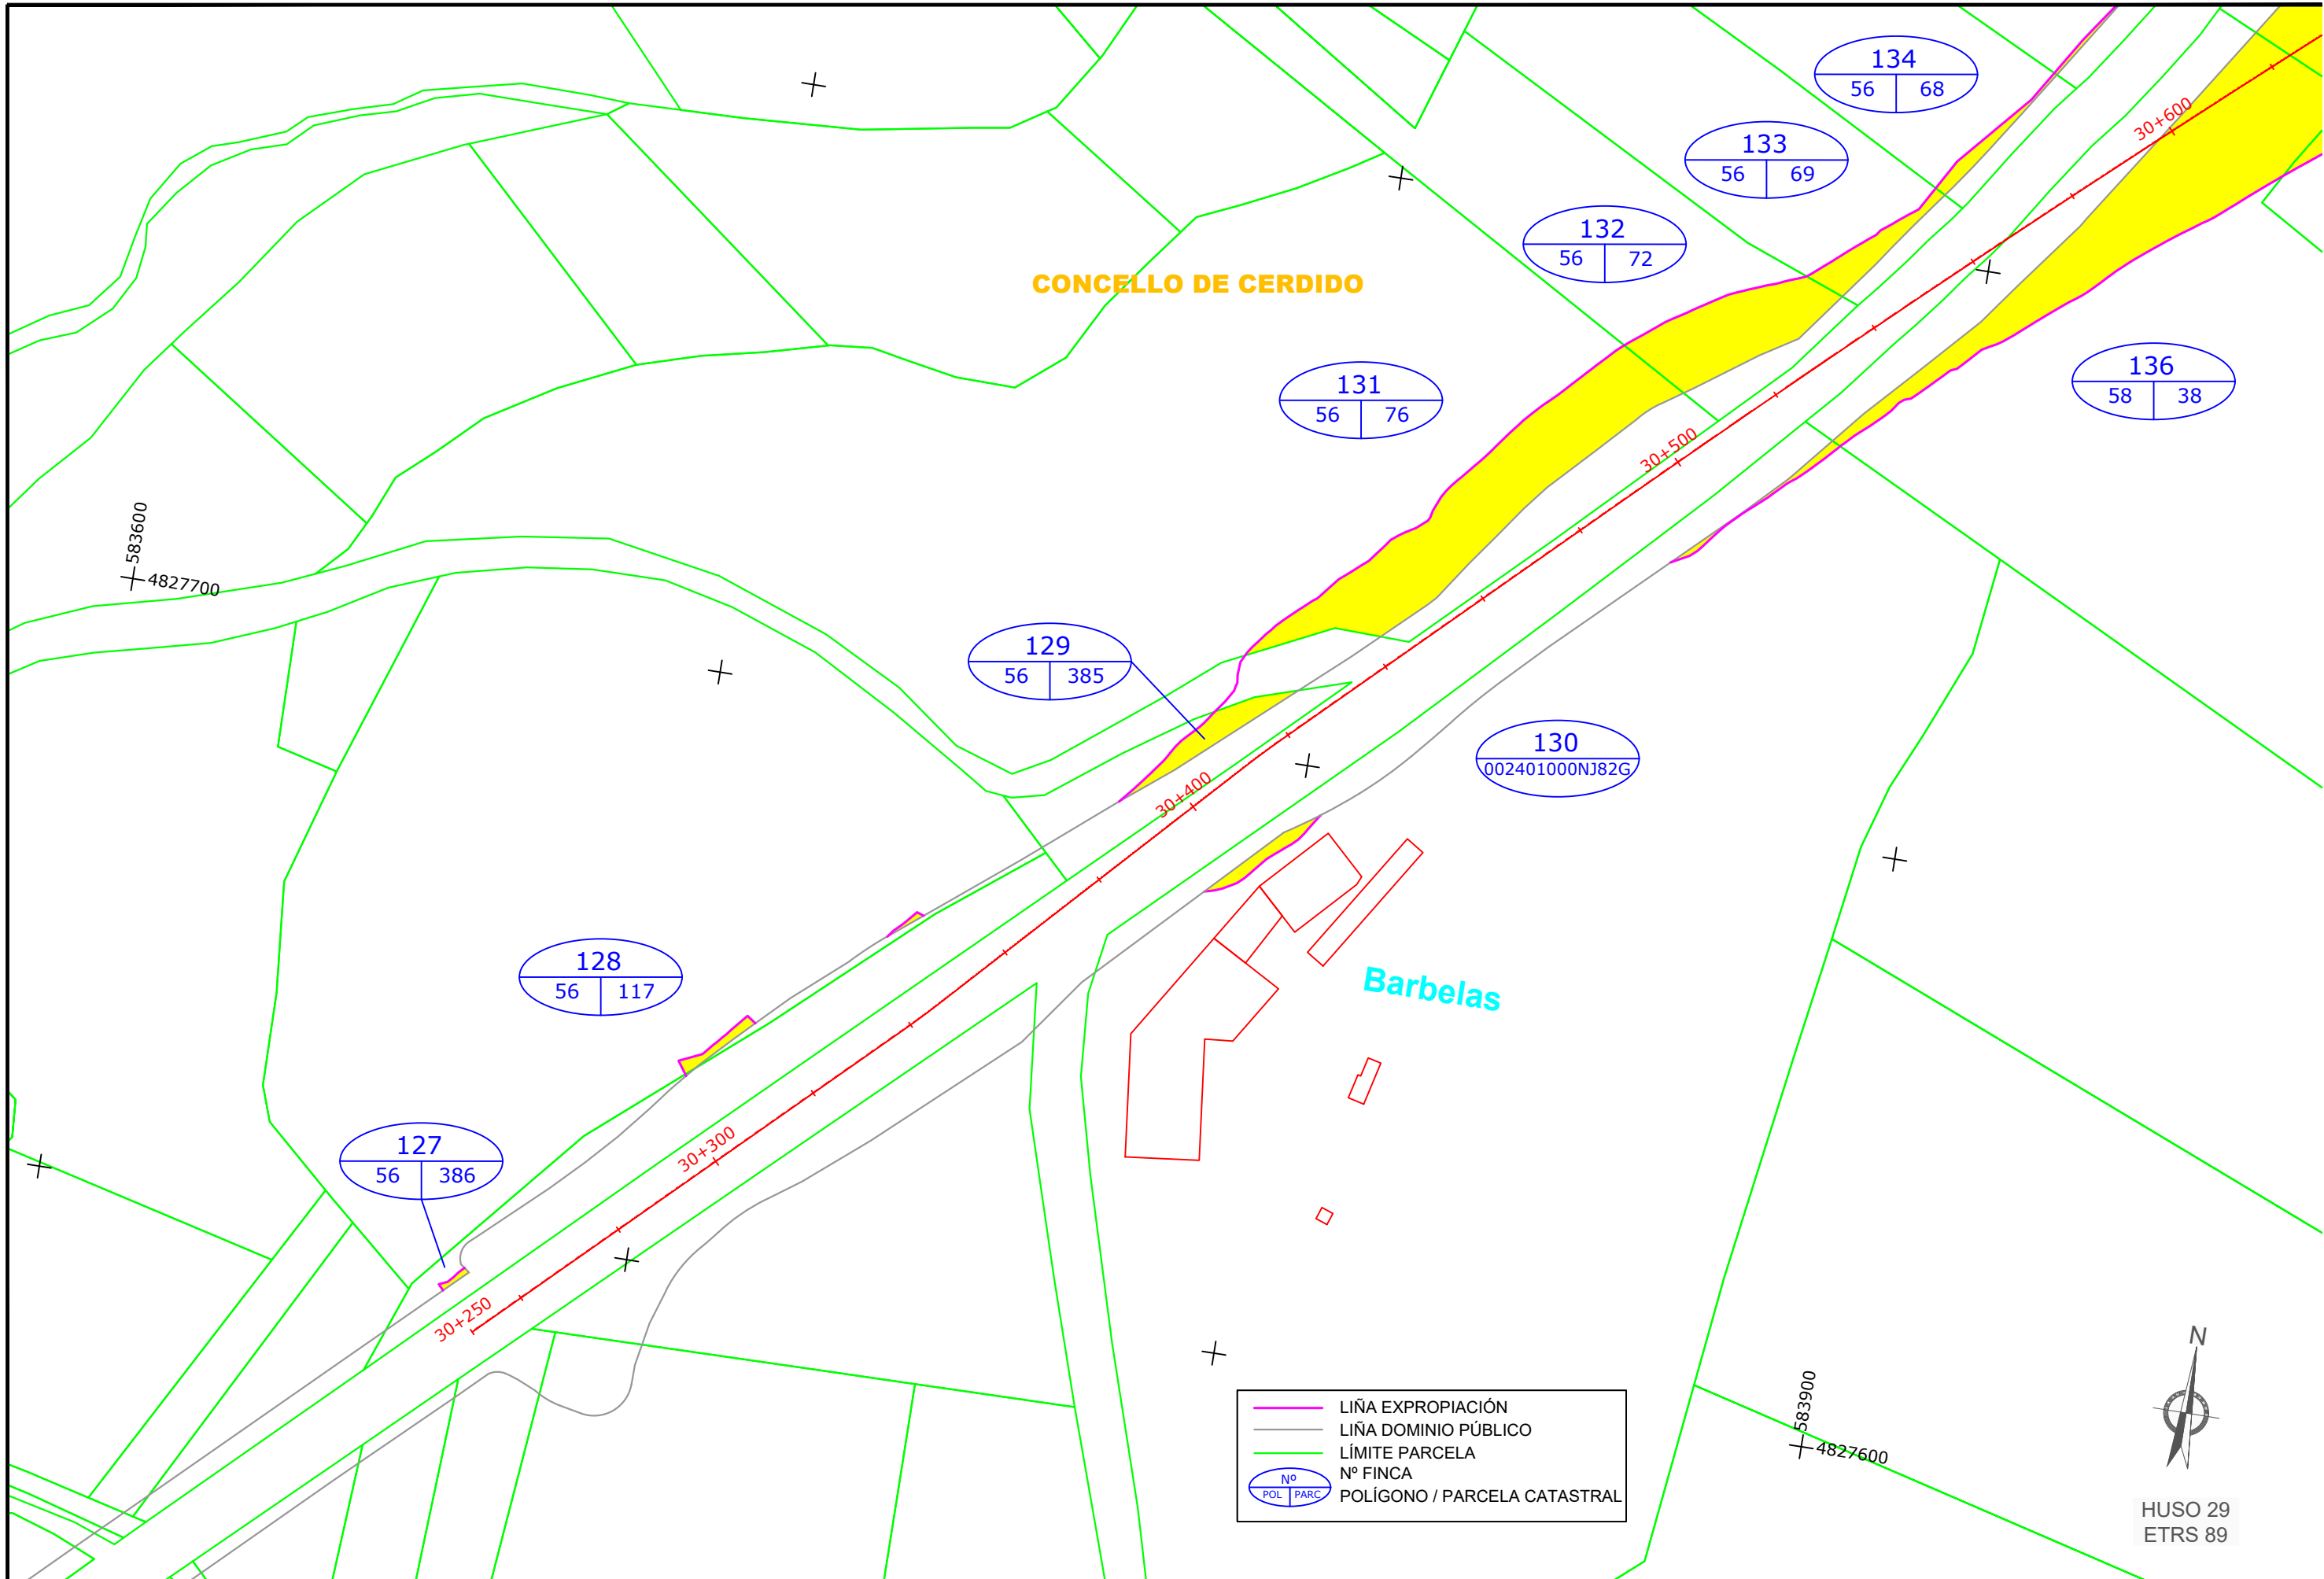 134
56 68
30+600
133
56 69
132
56 72
CONCELLO DE CERDIDO
136
58 38
131
56 76
30+500
583600
4827700
129
56 385
130
002401000NJ82G
30+400
128
56 117
Barbelas
127
56 386
30+300
30+250
N
583900
4827600
LIÑA EXPROPIACIÓN
LIÑA DOMINIO PÚBLICO
LÍMITE PARCELA
Nº
POL PARC
Nº FINCA
POLÍGONO / PARCELA CATASTRAL
HUSO 29
ETRS 89